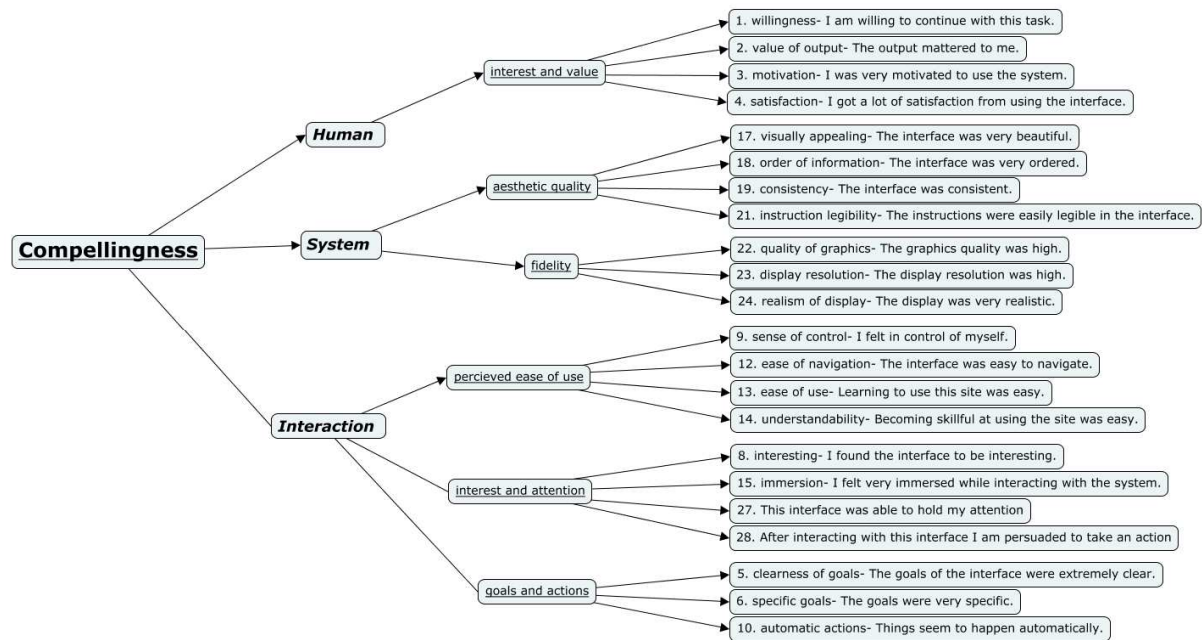 1. willingness- I am willing to continue with this task.
2. value of output- The output mattered to me.
interest and value
3. motivation- I was very motivated to use the system.
4. satisfaction- I got a lot of satisfaction from using the interface.
Human
17. visually appealing- The interface was very beautiful.
18. order of information- The interface was very ordered.
aesthetic quality
19. consistency- The interface was consistent.
21. instruction legibility- The instructions were easily legible in the interface.
Compellingness
System
22. quality of graphics- The graphics quality was high.
fidelity
23. display resolution- The display resolution was high.
24. realism of display- The display was very realistic.
9. sense of control- I felt in control of myself.
12. ease of navigation- The interface was easy to navigate.
percieved ease of use
13. ease of use- Learning to use this site was easy.
14. understandability- Becoming skillful at using the site was easy.
Interaction
8. interesting- I found the interface to be interesting.
15. immersion- I felt very immersed while interacting with the system.
interest and attention
27. This interface was able to hold my attention
28. After interacting with this interface I am persuaded to take an action
5. clearness of goals- The goals of the interface were extremely clear.
goals and actions
6. specific goals- The goals were very specific.
10. automatic actions- Things seem to happen automatically.